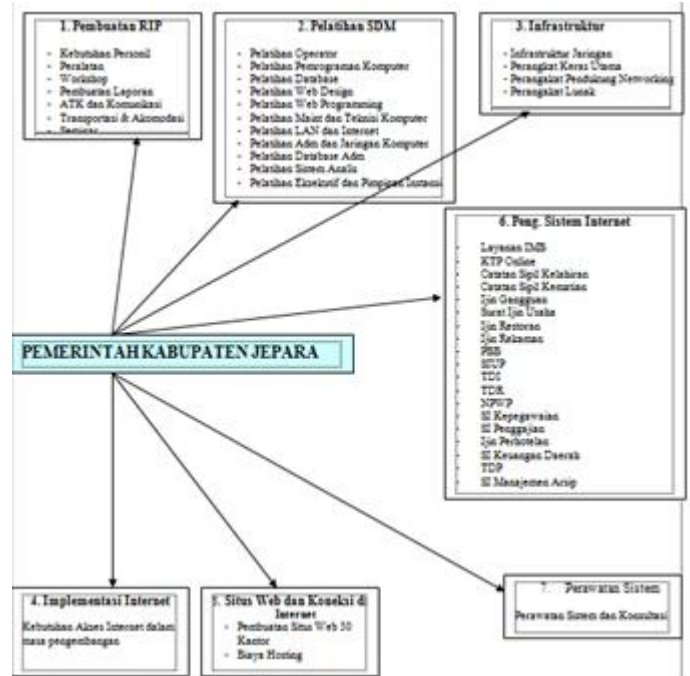 1. Pembuatan RIP
- Kebutuhan Personil
- Peralatan
- Workshop
- Pembuatan Laporan
- ATK dan Komunikasi
- Transportasi & Akomodasi
- Seminar
2. Pelatihan SDM
- Pelatihan Operator
- Pelatihan Pemrograman Komputer
- Pelatihan Database
- Pelatihan Web Design
- Pelatihan Web Programming
- Pelatihan Maint dan Teknisi Komputer
- Pelatihan LAN dan Internet
- Pelatihan Adm dan Jaringan Komputer
- Pelatihan Database Adm
- Pelatihan Sistem Analis
- Pelatihan Eksekutif dan Pimpinan Instansi
3. Infrastruktur
- Infrastruktur Jaringan
- Perangkat Keras Utama
- Perangakat Pendukung Networking
- Perangakat Lunak
6. Peng. Sistem Internet
- Layanan IMB
- KTP Online
- Catatan Sipil Kelahiran
- Catatan Sipil Kematian
- Ijin Gangguan
- Surat Ijin Usaha
- Ijin Restoran
- Ijin Reklaman
- PBB
- SIUP
- TDI
- TDR
- NPWP
- SI Kepegawaian
- SI Penggajian
- Ijin Perhotelan
- SI Keuangan Daerah
- TDP
- SI Manajemen Arsip
PEMERINTAH KABUPATEN JEPARA
4. Implementasi Internet
Kebutuhan Akses Internet dalam
masa pengembangan
5. Situs Web dan Koneksi di
Internet
- Pembuatan Situs Web 30
Kantor
- Biaya Hosting
7. Perawatan Sistem
Perawatan Sistem dan Konsultasi